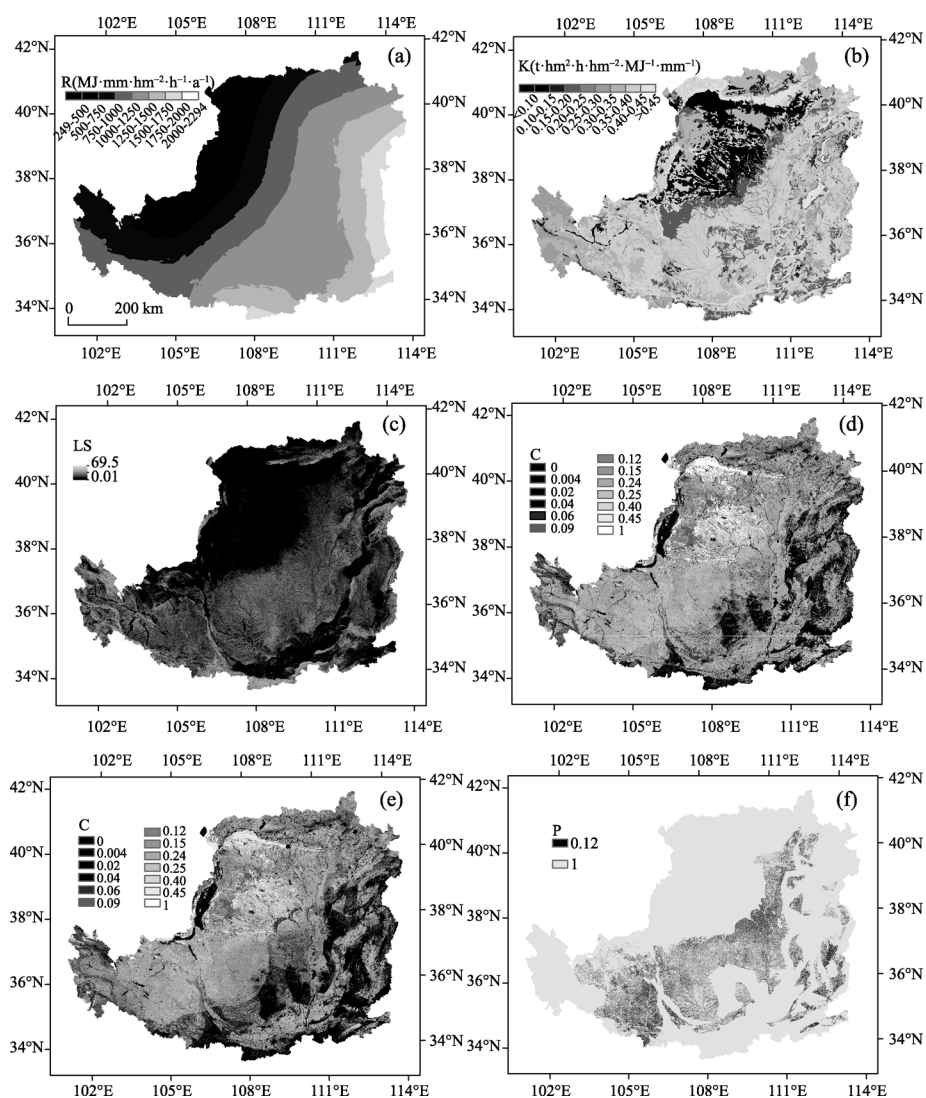 102°E 105°E 108°E 111°E 114°E
42°N
40°N
38°N
36°N
34°N
(a)
R(MJ·mm·hm⁻²·h⁻¹·a⁻¹)
249-500
500-750
750-1000
1000-1250
1250-1500
1500-1750
1750-2000
2000-2294
0 200 km
42°N
40°N
38°N
36°N
34°N
102°E 105°E 108°E 111°E 114°E
102°E 105°E 108°E 111°E 114°E
42°N
40°N
38°N
36°N
34°N
(b)
K(t·hm²·h·hm⁻²·MJ⁻¹·mm⁻¹)
0.10-0.15
0.15-0.20
0.20-0.25
0.25-0.30
0.30-0.35
0.35-0.40
0.40-0.45
>0.45
42°N
40°N
38°N
36°N
34°N
102°E 105°E 108°E 111°E 114°E
102°E 105°E 108°E 111°E 114°E
42°N
40°N
38°N
36°N
34°N
(c)
LS
69.5
0.01
42°N
40°N
38°N
36°N
34°N
102°E 105°E 108°E 111°E 114°E
102°E 105°E 108°E 111°E 114°E
42°N
40°N
38°N
36°N
34°N
(d)
C
0
0.004
0.02
0.04
0.06
0.09
0.12
0.15
0.24
0.25
0.40
0.45
1
42°N
40°N
38°N
36°N
34°N
102°E 105°E 108°E 111°E 114°E
102°E 105°E 108°E 111°E 114°E
42°N
40°N
38°N
36°N
34°N
(e)
C
0
0.004
0.02
0.04
0.06
0.09
0.12
0.15
0.24
0.25
0.40
0.45
1
42°N
40°N
38°N
36°N
34°N
102°E 105°E 108°E 111°E 114°E
102°E 105°E 108°E 111°E 114°E
42°N
40°N
38°N
36°N
34°N
(f)
P
0.12
1
42°N
40°N
38°N
36°N
34°N
102°E 105°E 108°E 111°E 114°E